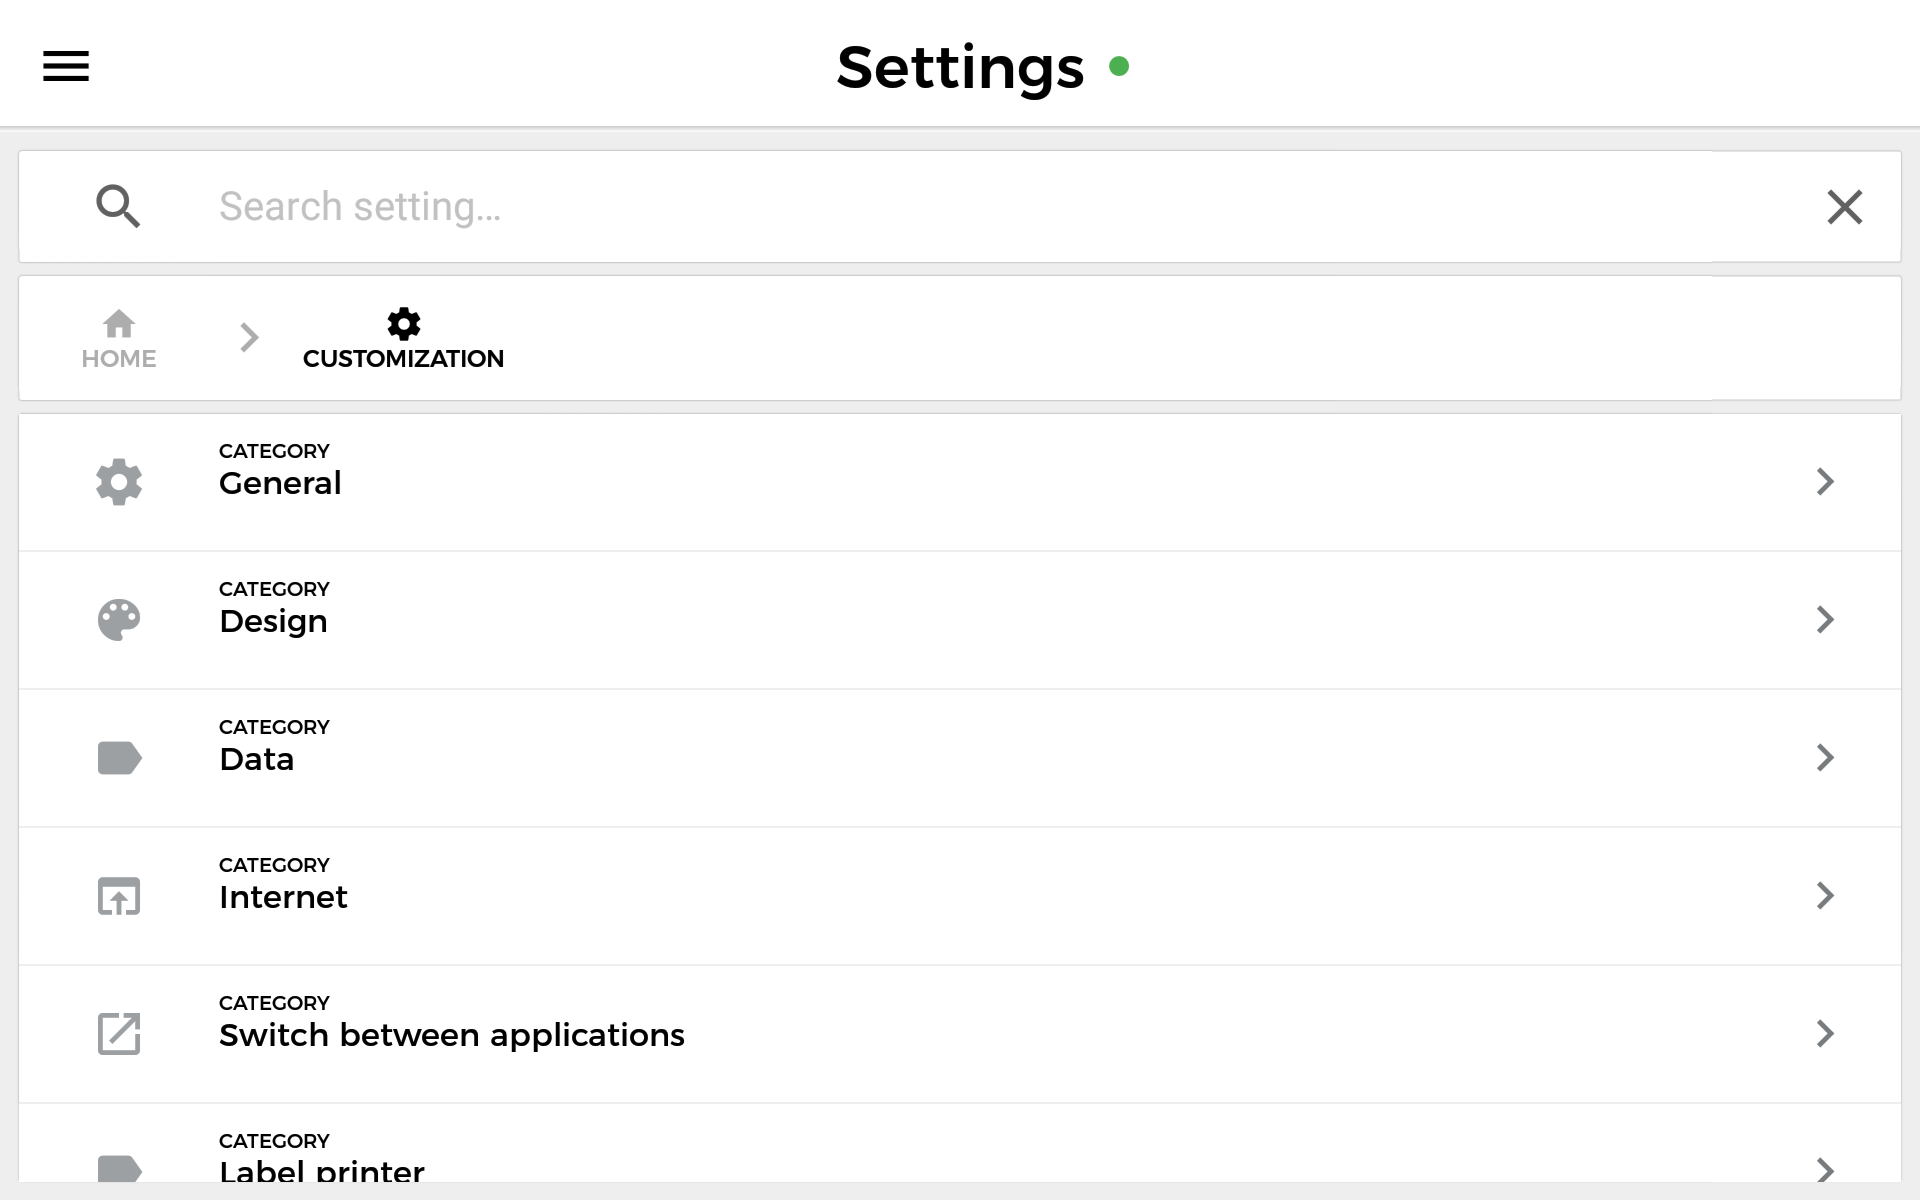 Settings
Search setting...
HOME
CUSTOMIZATION
CATEGORY
General
CATEGORY
Design
CATEGORY
Data
CATEGORY
Internet
CATEGORY
Switch between applications
CATEGORY
Label printer